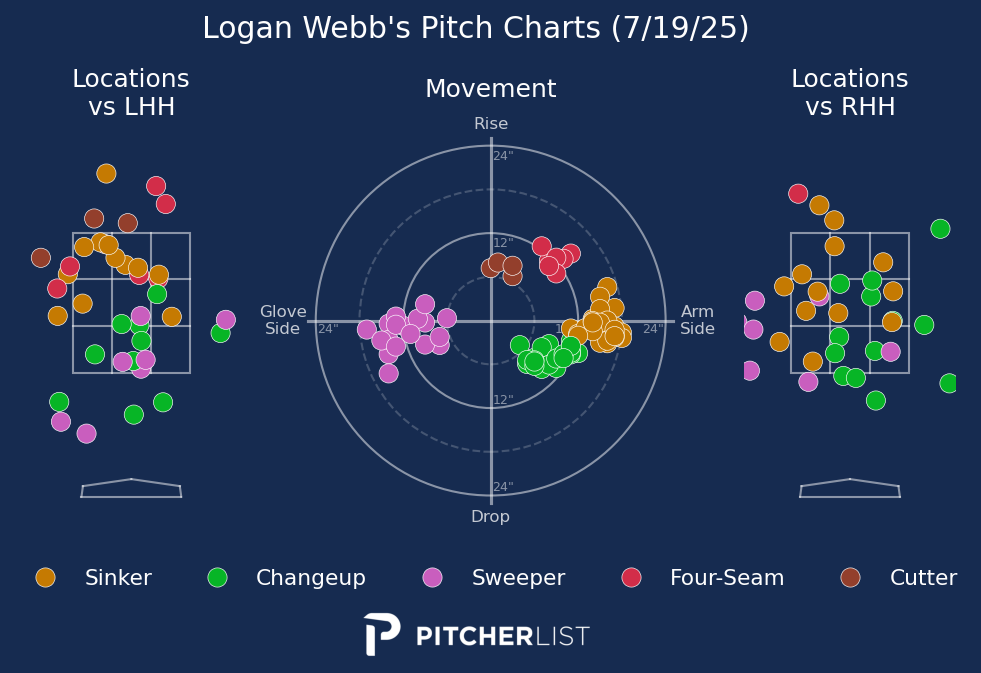 Logan Webb's Pitch Charts (7/19/25)
Locations
vs LHH
Movement
Locations
vs RHH
Rise
24"
12"
Glove
Side
24"
24"
Arm
Side
12"
24"
Drop
Sinker
Changeup
Sweeper
Four-Seam
Cutter
PITCHERLIST